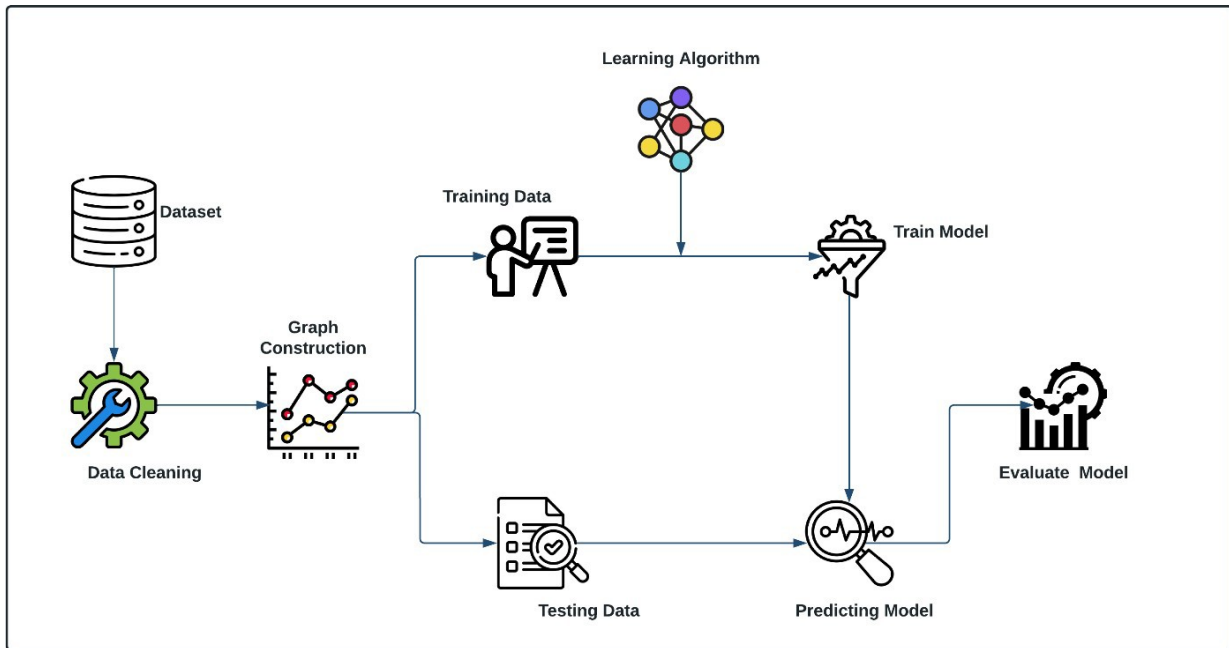 Learning Algorithm
Training Data
Dataset
Train Model
Graph
Construction
Data Cleaning
Evaluate  Model
Testing Data
Predicting Model